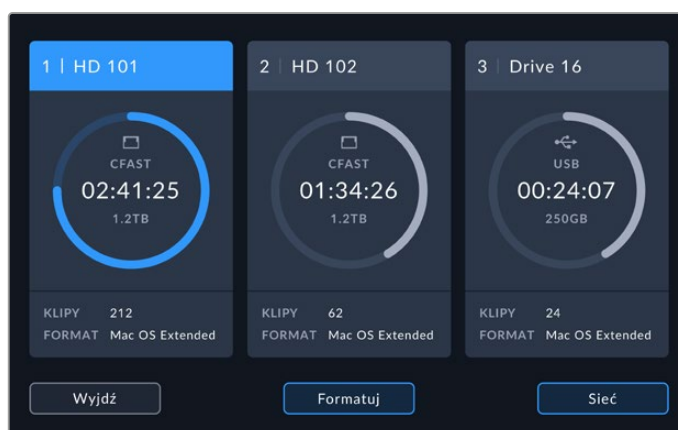 1 | HD 101
CFAST
02:41:25
1.2TB
KLIPY 212
FORMAT Mac OS Extended
2 | HD 102
CFAST
01:34:26
1.2TB
KLIPY 62
FORMAT Mac OS Extended
3 | Drive 16
USB
00:24:07
250GB
KLIPY 24
FORMAT Mac OS Extended
Wyjdź
Formatuj
Sieć